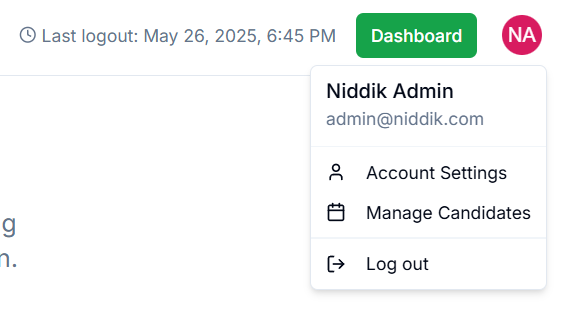 Last logout: May 26, 2025, 6:45 PM
Dashboard
NA
Niddik Admin
admin@niddik.com
Account Settings
g
Manage Candidates
n.
Log out